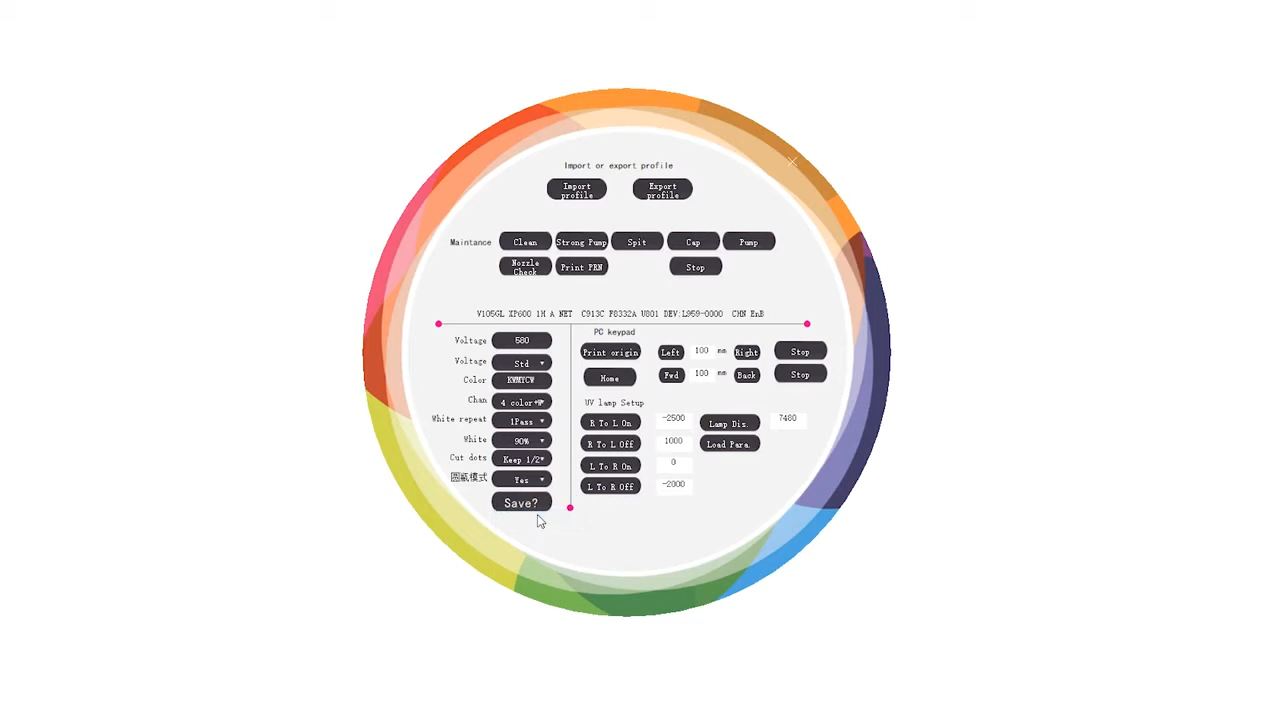 Import or export profile
Import profile
Export profile
Maintance
Clean
Strong Pump
Spit
Cap
Pump
Nozzle Check
Print PRN
Stop
V105GL XP600 1H A NET C913C F8332A U801 DEV:L959-0000 CHN EnB
PC keypad
Voltage 580
Voltage Std
Color KWMYCW
Chan 4 color+W
White repeat 1Pass
White 90%
Cut dots Keep 1/2
圆瓶模式 Yes
Save?
Print origin
Left 100 mm Right
Stop
Home
Fwd 100 mm Back
Stop
UV lamp Setup
R To L On -2500
Lamp Dis. 7480
R To L Off 1000
Load Para.
L To R On 0
L To R Off -2000